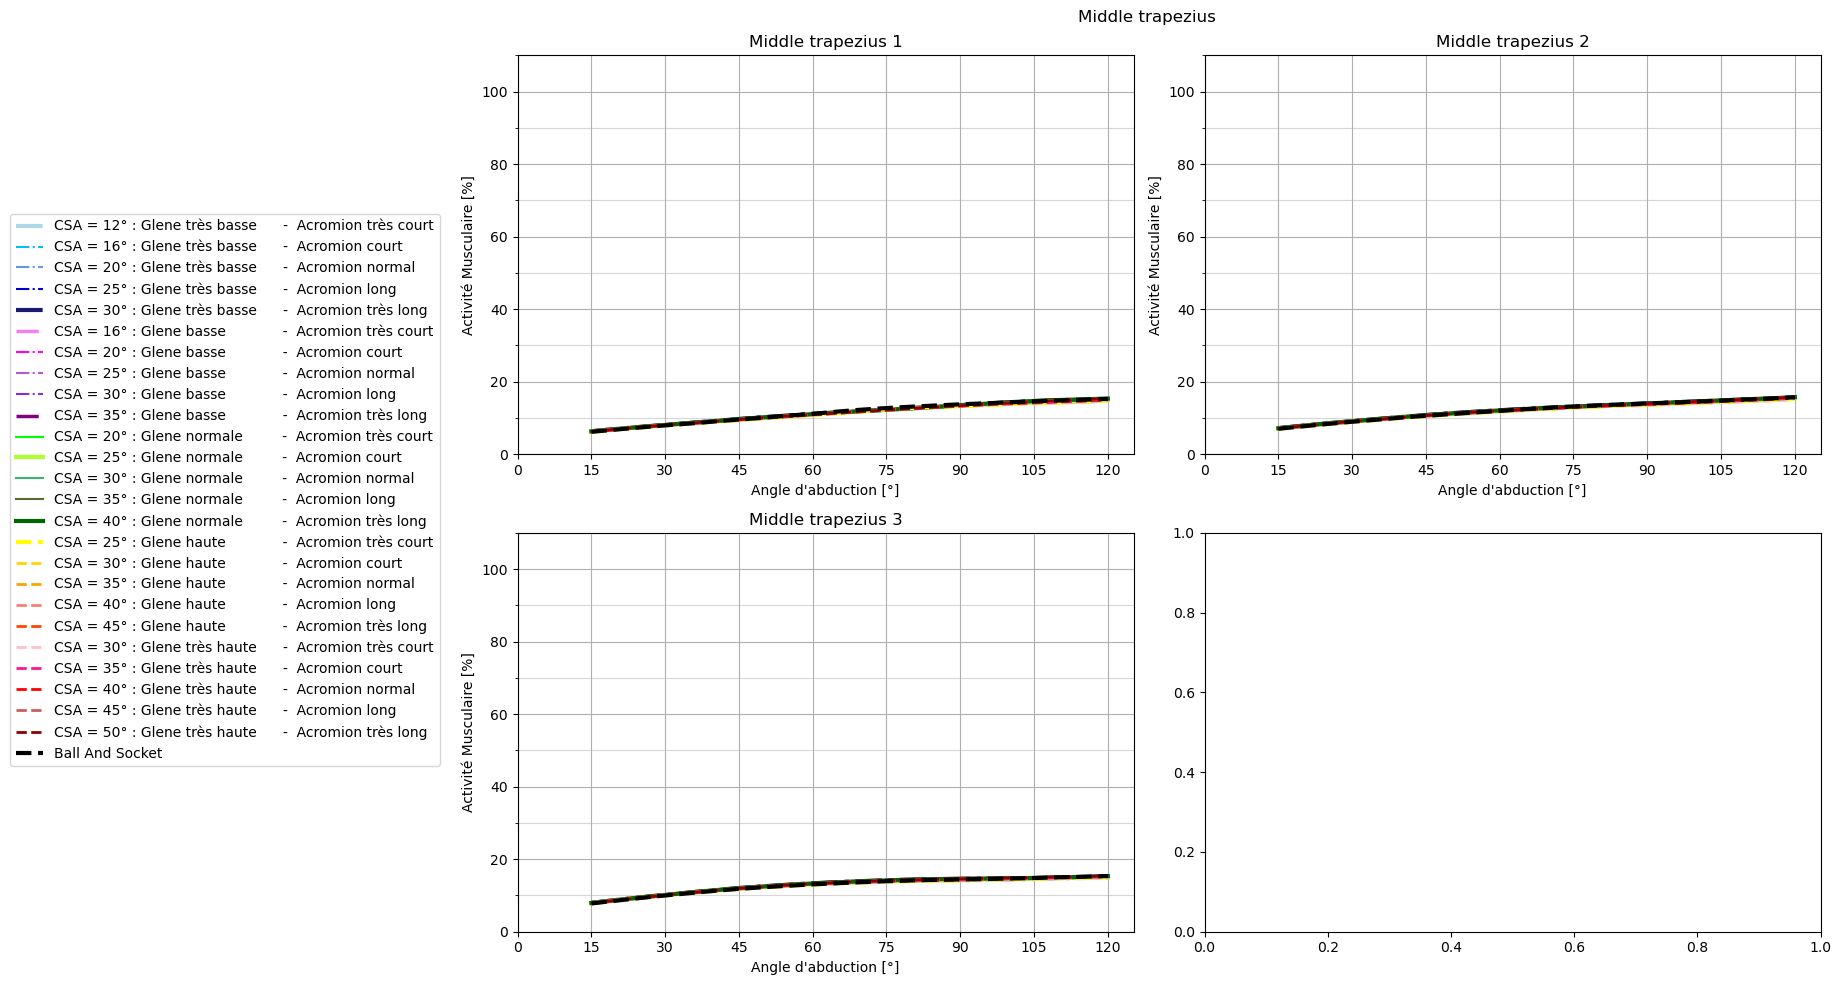 Middle trapezius
CSA = 12° : Glene très basse - Acromion très court
CSA = 16° : Glene très basse - Acromion court
CSA = 20° : Glene très basse - Acromion normal
CSA = 25° : Glene très basse - Acromion long
CSA = 30° : Glene très basse - Acromion très long
CSA = 16° : Glene basse - Acromion très court
CSA = 20° : Glene basse - Acromion court
CSA = 25° : Glene basse - Acromion normal
CSA = 30° : Glene basse - Acromion long
CSA = 35° : Glene basse - Acromion très long
CSA = 20° : Glene normale - Acromion très court
CSA = 25° : Glene normale - Acromion court
CSA = 30° : Glene normale - Acromion normal
CSA = 35° : Glene normale - Acromion long
CSA = 40° : Glene normale - Acromion très long
CSA = 25° : Glene haute - Acromion très court
CSA = 30° : Glene haute - Acromion court
CSA = 35° : Glene haute - Acromion normal
CSA = 40° : Glene haute - Acromion long
CSA = 45° : Glene haute - Acromion très long
CSA = 30° : Glene très haute - Acromion très court
CSA = 35° : Glene très haute - Acromion court
CSA = 40° : Glene très haute - Acromion normal
CSA = 45° : Glene très haute - Acromion long
CSA = 50° : Glene très haute - Acromion très long
Ball And Socket
Middle trapezius 1
Activité Musculaire [%]
100
80
60
40
20
0
0 15 30 45 60 75 90 105 120
Angle d'abduction [°]
Middle trapezius 2
Activité Musculaire [%]
100
80
60
40
20
0
0 15 30 45 60 75 90 105 120
Angle d'abduction [°]
Middle trapezius 3
Activité Musculaire [%]
100
80
60
40
20
0
0 15 30 45 60 75 90 105 120
Angle d'abduction [°]
1.0
0.8
0.6
0.4
0.2
0.0
0.0 0.2 0.4 0.6 0.8 1.0